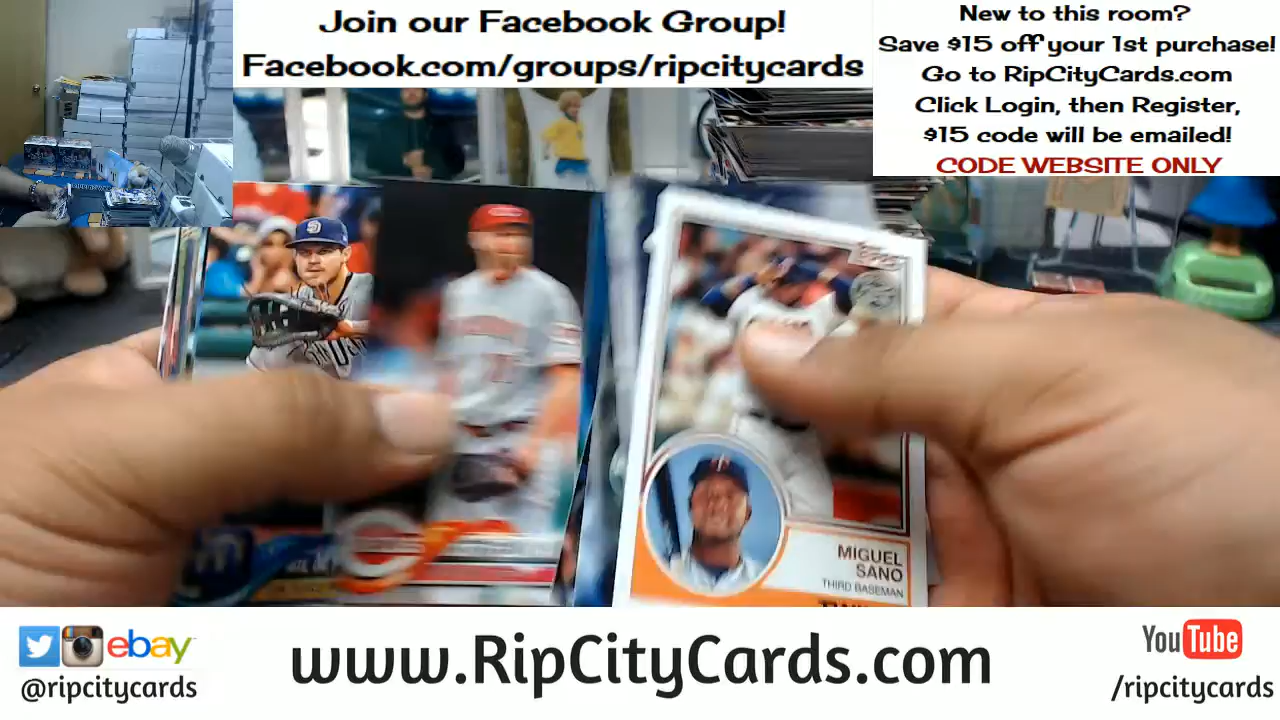 Join our Facebook Group!
Facebook.com/groups/ripcitycards
New to this room?
Save $15 off your 1st purchase!
Go to RipCityCards.com
Click Login, then Register,
$15 code will be emailed!
CODE WEBSITE ONLY
MIGUEL
SANO
THIRD BASEMAN
ebay
@ripcitycards
www.RipCityCards.com
YouTube
/ripcitycards